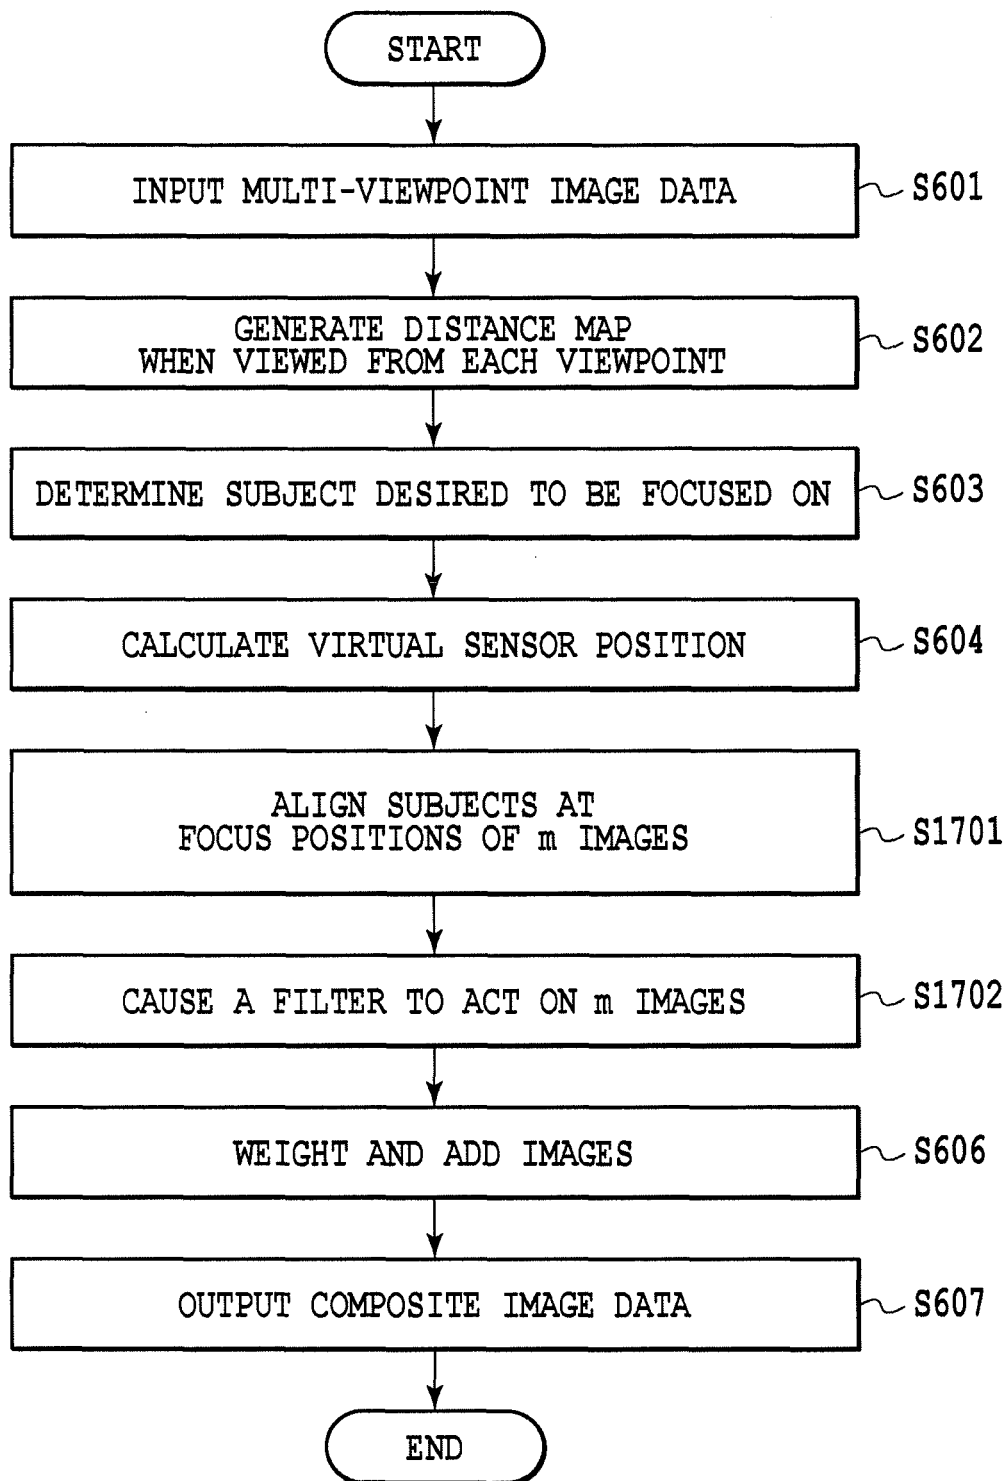 START
INPUT MULTI-VIEWPOINT IMAGE DATA
S601
GENERATE DISTANCE MAP
WHEN VIEWED FROM EACH VIEWPOINT
S602
DETERMINE SUBJECT DESIRED TO BE FOCUSED ON
S603
CALCULATE VIRTUAL SENSOR POSITION
S604
ALIGN SUBJECTS AT
FOCUS POSITIONS OF m IMAGES
S1701
CAUSE A FILTER TO ACT ON m IMAGES
S1702
WEIGHT AND ADD IMAGES
S606
OUTPUT COMPOSITE IMAGE DATA
S607
END